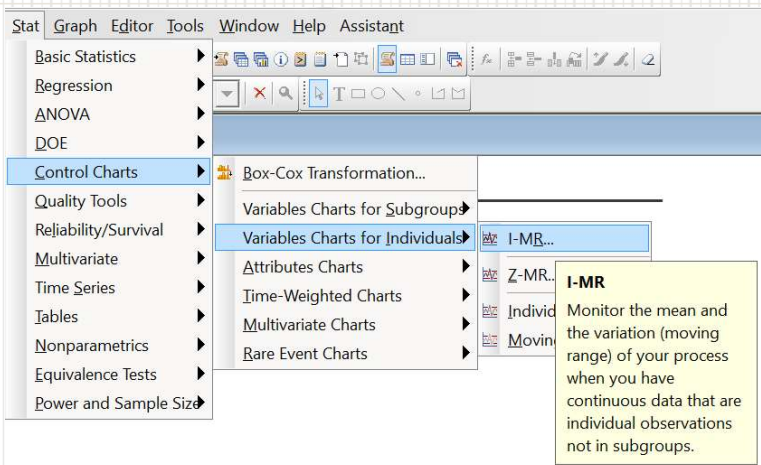 Stat Graph Editor Tools Window Help Assistant
Basic Statistics
Regression
ANOVA
DOE
Control Charts
Quality Tools
Reliability/Survival
Multivariate
Time Series
Tables
Nonparametrics
Equivalence Tests
Power and Sample Size
Box-Cox Transformation...
Variables Charts for Subgroups
Variables Charts for Individuals
Attributes Charts
Time-Weighted Charts
Multivariate Charts
Rare Event Charts
I-MR...
Z-MR...
Individ
Moving
I-MR
Monitor the mean and
the variation (moving
range) of your process
when you have
continuous data that are
individual observations
not in subgroups.